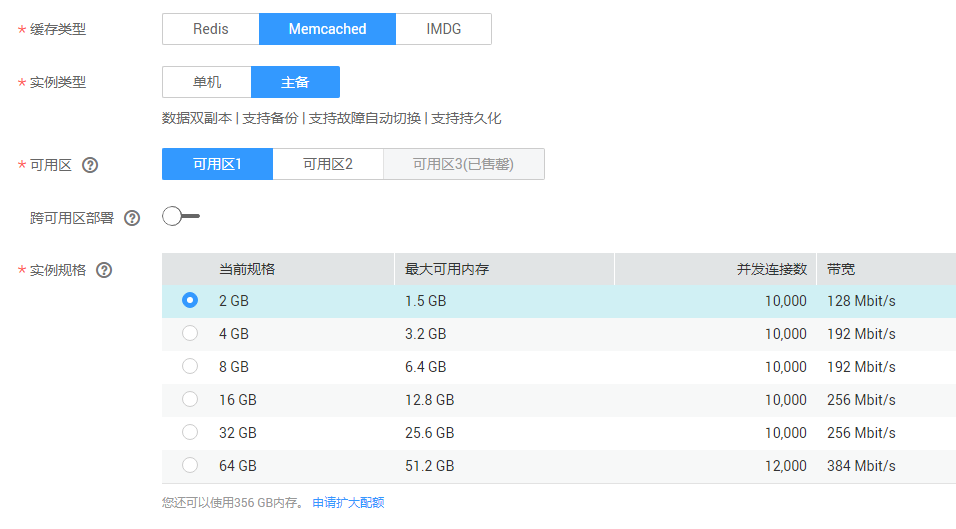 * 缓存类型 Redis Memcached IMDG
* 实例类型 单机 主备
数据双副本 | 支持备份 | 支持故障自动切换 | 支持持久化
* 可用区 ? 可用区1 可用区2 可用区3(已售罄)
跨可用区部署 ?
* 实例规格 ? 当前规格 最大可用内存 并发连接数 带宽
2 GB 1.5 GB 10,000 128 Mbit/s
4 GB 3.2 GB 10,000 192 Mbit/s
8 GB 6.4 GB 10,000 192 Mbit/s
16 GB 12.8 GB 10,000 256 Mbit/s
32 GB 25.6 GB 10,000 256 Mbit/s
64 GB 51.2 GB 12,000 384 Mbit/s
您还可以使用356 GB内存。 申请扩大配额